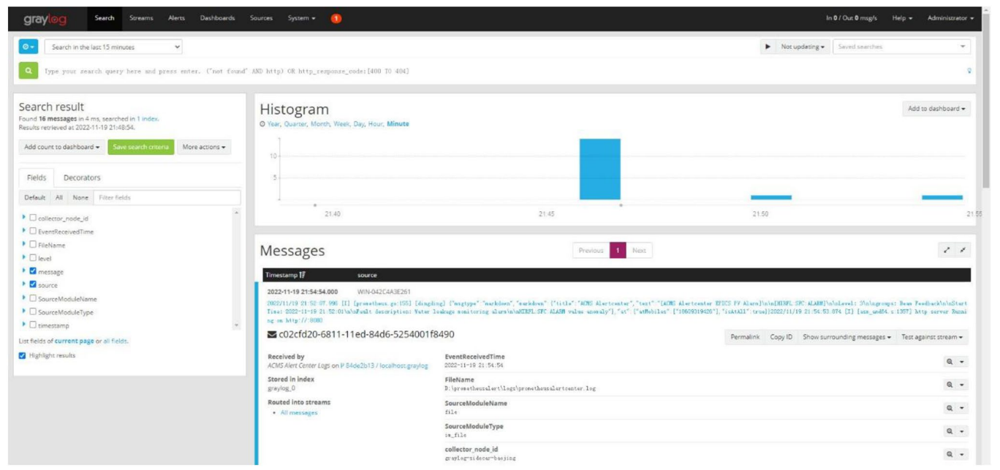 graylog Search Streams Alerts Dashboards Sources System 1 In 0 / Out 0 msg/s Help Administrator
Search in the last 15 minutes Not updating Saved searches
Type your search query here and press enter. ("not found" AND http) OR http_response_code:[400 TO 404]
Search result
Found 16 messages in 4 ms, searched in 1 index.
Results retrieved at 2022-11-19 21:48:54.
Add count to dashboard Save search criteria More actions
Fields Decorators
Default All None Filter fields
collector_node_id
EventReceivedTime
FileName
level
message
source
SourceModuleName
SourceModuleType
timestamp
List fields of current page or all fields.
Highlight results
Histogram
Add to dashboard
Year, Quarter, Month, Week, Day, Hour, Minute
10
5
21:40 21:45 21:50 21:55
Messages
Previous 1 Next
Timestamp source
2022-11-19 21:54:54.000 WIN-042C4A3E261
2022/11/19 21:52:07.996 [I] [prometheus.go:155] [dingding] {"msgtype":"markdown","markdown":{"title":"ACMS Alertcenter","text":"[ACMS Alertcenter EPICS PV Alarm]\n\n[HIRFL:SFC:ALARM]\n\nLevel: 3\n\ngroups: Beam Feedback\n\nStart
Time: 2022-11-19 21:52:01\n\nFault description: Water leakage monitoring alarm\n\nHIRFL:SFC:ALARM value anomaly"},"at":{"atMobiles":["18609319426"],"isAtAll":true}}2022/11/19 21:54:53.874 [I] [asm_amd64.s:1357] http server Runni
ng on http://:8080
c02cfd20-6811-11ed-84d6-5254001f8490
Permalink Copy ID Show surrounding messages Test against stream
Received by
ACMS Alert Center Logs on 84de2b13 / localhost.graylog
Stored in index
graylog_0
Routed into streams
All messages
EventReceivedTime
2022-11-19 21:54:54
FileName
D:\prometheusalert\logs\prometheusalertcenter.log
SourceModuleName
file
SourceModuleType
im_file
collector_node_id
graylog-sidecar-baojing